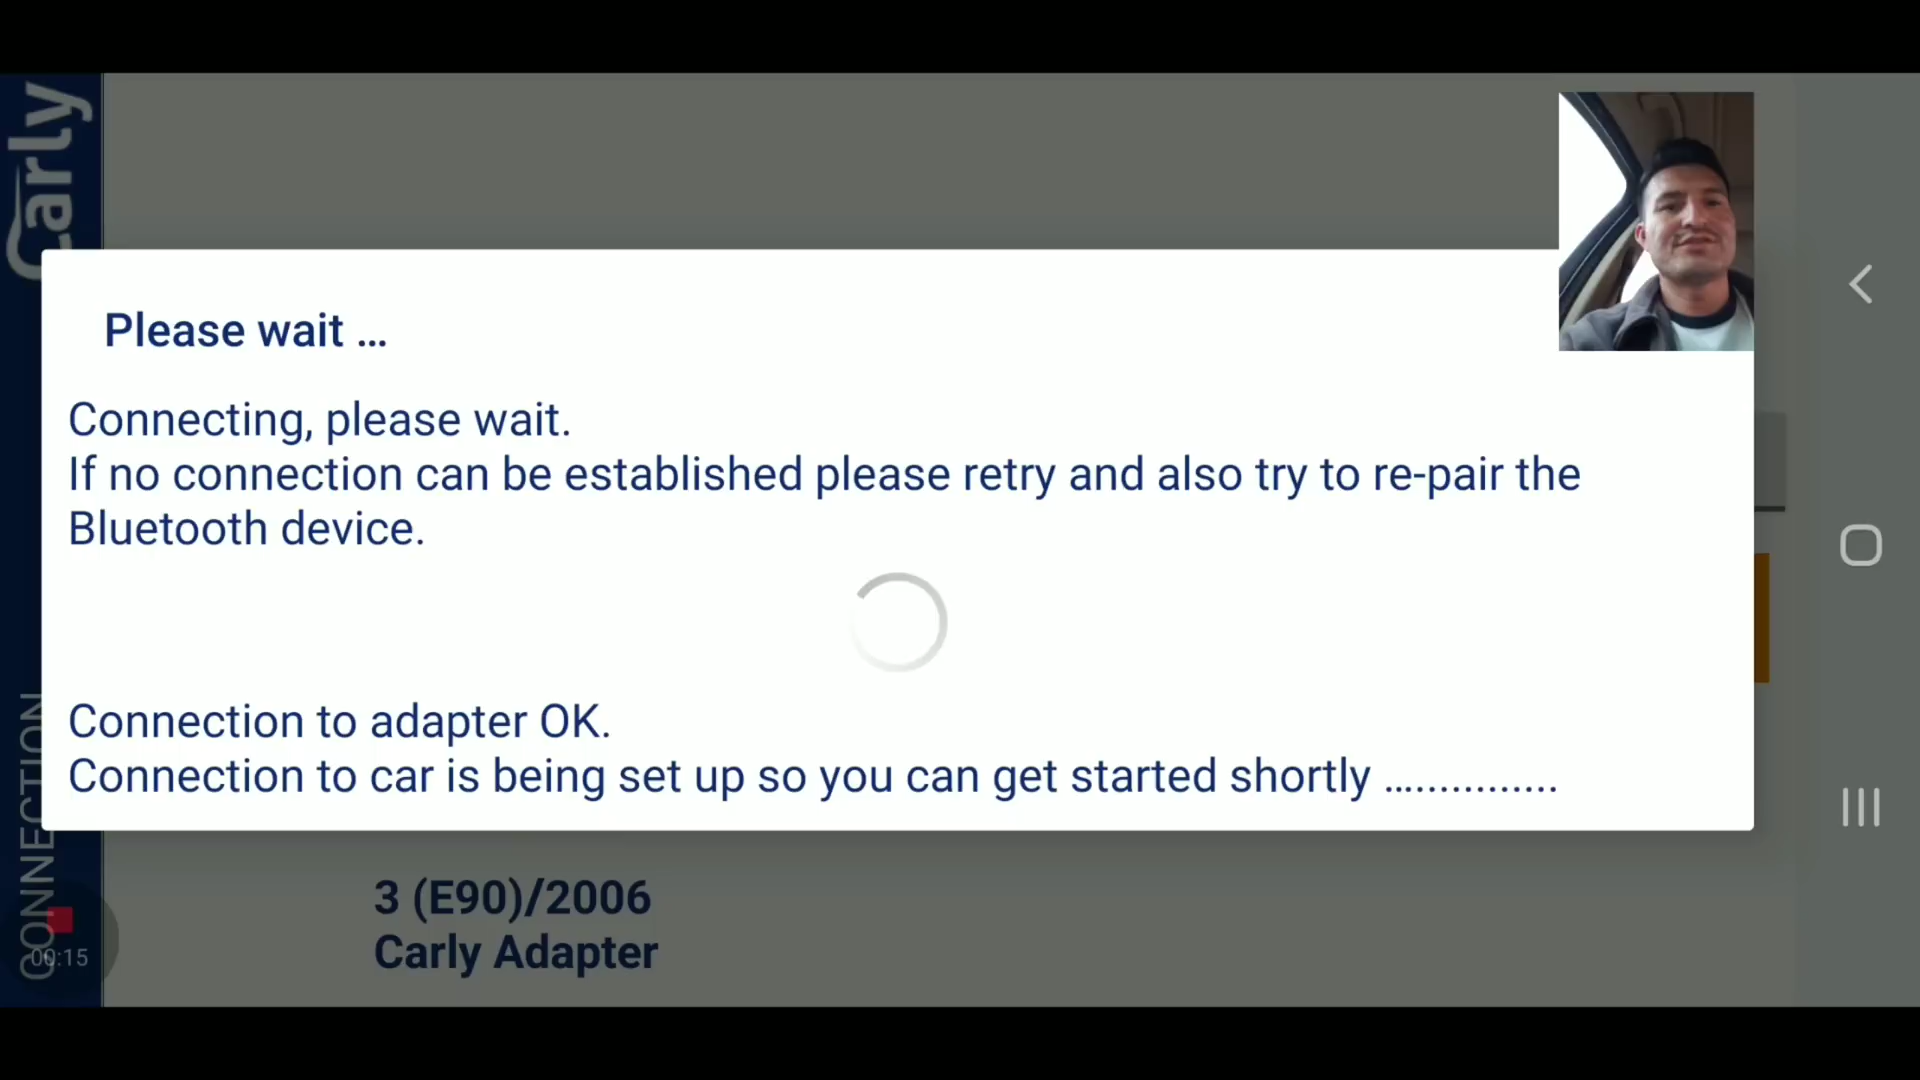 Carly
Please wait ...
Connecting, please wait.
If no connection can be established please retry and also try to re-pair the
Bluetooth device.
Connection to adapter OK.
Connection to car is being set up so you can get started shortly ..............
CONNECTION
00:15
3 (E90)/2006
Carly Adapter